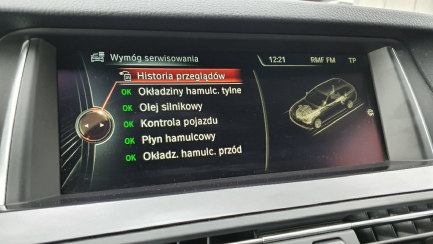 Wymóg serwisowania
12:21 RMF FM TP
Historia przeglądów
OK Okładziny hamulc. tylne
OK Olej silnikowy
OK Kontrola pojazdu
OK Płyn hamulcowy
OK Okładz. hamulc. przód